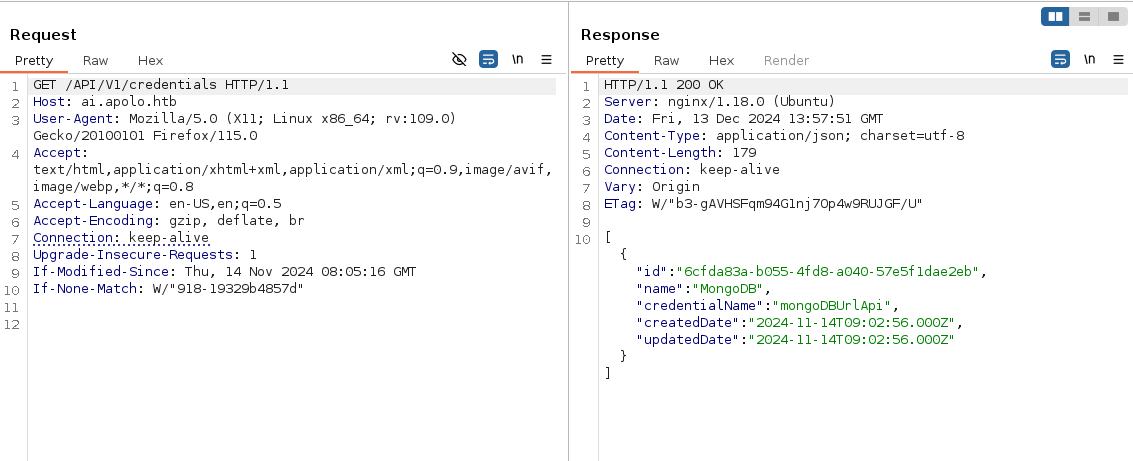 Request
Pretty Raw Hex \n
1 GET /API/V1/credentials HTTP/1.1
2 Host: ai.apolo.htb
3 User-Agent: Mozilla/5.0 (X11; Linux x86_64; rv:109.0)
Gecko/20100101 Firefox/115.0
4 Accept:
text/html,application/xhtml+xml,application/xml;q=0.9,image/avif,
image/webp,*/*;q=0.8
5 Accept-Language: en-US,en;q=0.5
6 Accept-Encoding: gzip, deflate, br
7 Connection: keep-alive
8 Upgrade-Insecure-Requests: 1
9 If-Modified-Since: Thu, 14 Nov 2024 08:05:16 GMT
10 If-None-Match: W/"918-19329b4857d"
11
12
Response
Pretty Raw Hex Render \n
1 HTTP/1.1 200 OK
2 Server: nginx/1.18.0 (Ubuntu)
3 Date: Fri, 13 Dec 2024 13:57:51 GMT
4 Content-Type: application/json; charset=utf-8
5 Content-Length: 179
6 Connection: keep-alive
7 Vary: Origin
8 ETag: W/"b3-gAVHSFqm94G1nj7Op4w9RUJGF/U"
9
10 [
{
"id":"6cfda83a-b055-4fd8-a040-57e5f1dae2eb",
"name":"MongoDB",
"credentialName":"mongoDBUrlApi",
"createdDate":"2024-11-14T09:02:56.000Z",
"updatedDate":"2024-11-14T09:02:56.000Z"
}
]